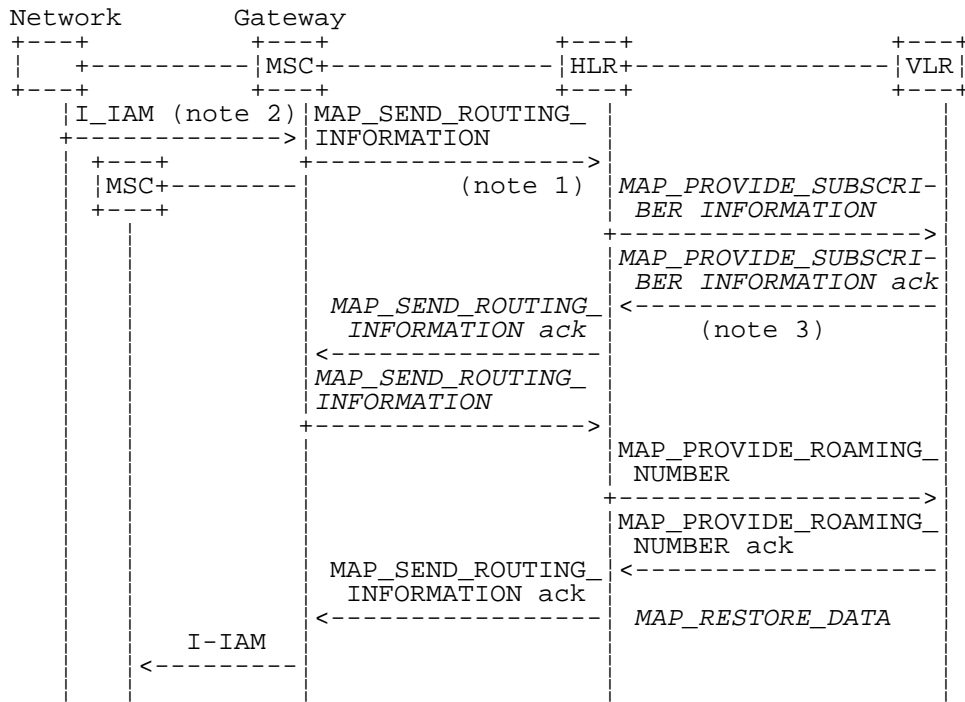 Network Gateway
MSC HLR VLR
I_IAM (note 2) MAP_SEND_ROUTING_
INFORMATION
MSC (note 1) MAP_PROVIDE_SUBSCRI-
BER INFORMATION
MAP_PROVIDE_SUBSCRI-
BER INFORMATION ack
MAP_SEND_ROUTING_
INFORMATION ack (note 3)
MAP_SEND_ROUTING_
INFORMATION
MAP_PROVIDE_ROAMING_
NUMBER
MAP_PROVIDE_ROAMING_
NUMBER ack
MAP_SEND_ROUTING_
INFORMATION ack
MAP_RESTORE_DATA
I-IAM